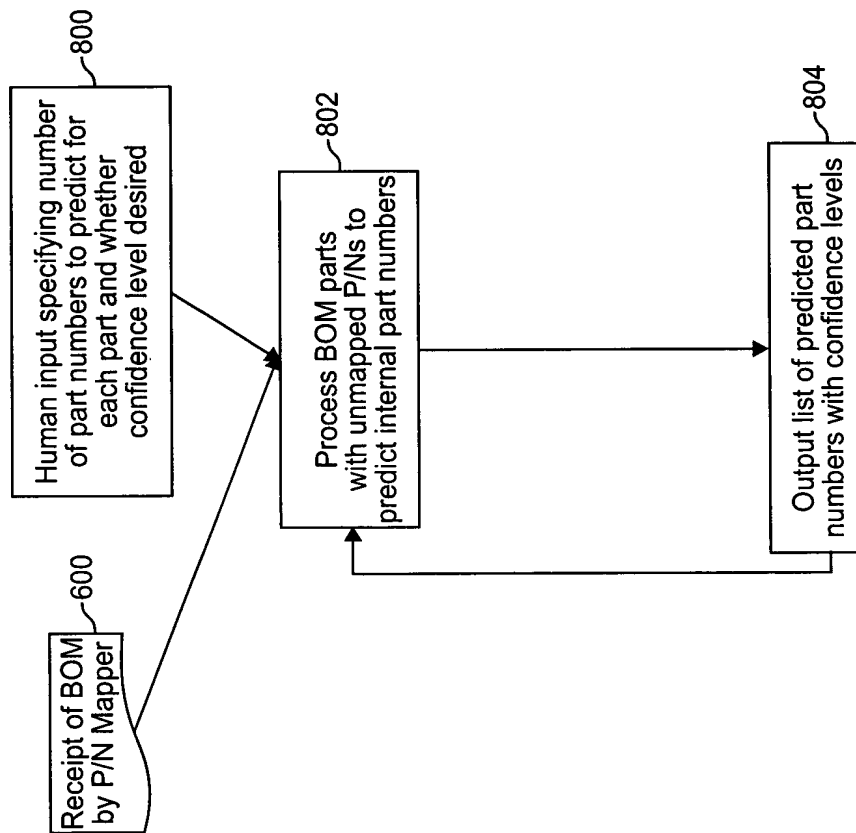 600
Receipt of BOM
by P/N Mapper
800
Human input specifying number
of part numbers to predict for
each part and whether
confidence level desired
802
Process BOM parts
with unmapped P/Ns to
predict internal part numbers
804
Output list of predicted part
numbers with confidence levels